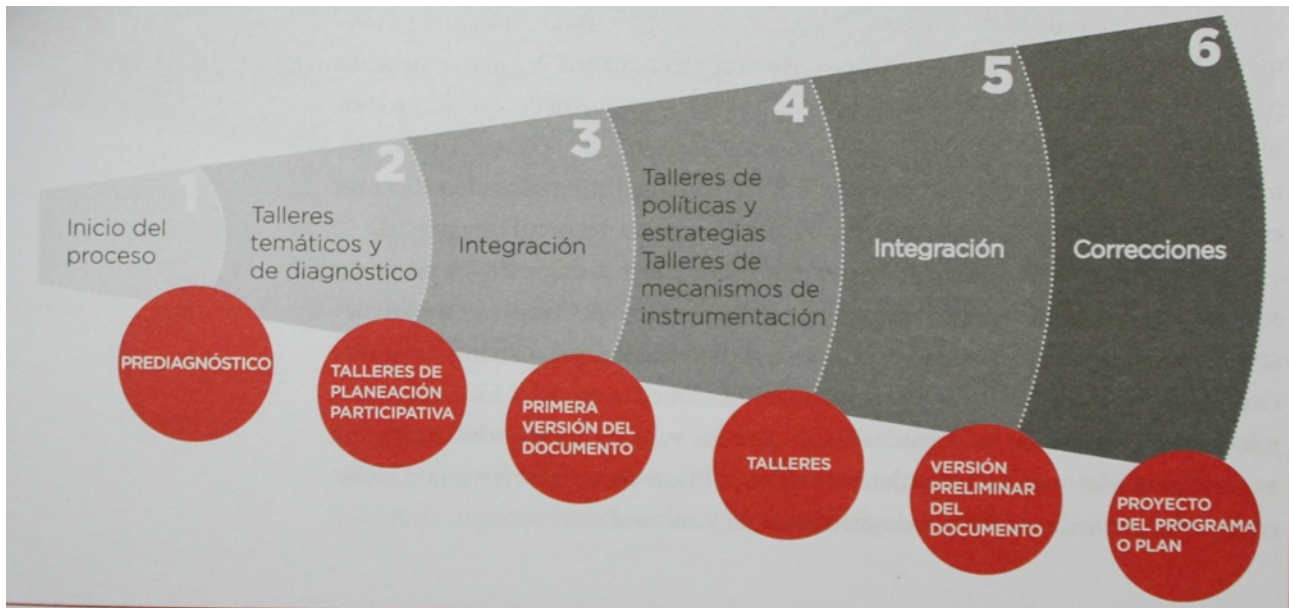 1
Inicio del
proceso
PREDIAGNÓSTICO
2
Talleres
temáticos y
de diagnóstico
TALLERES DE
PLANEACIÓN
PARTICIPATIVA
3
Integración
PRIMERA
VERSIÓN DEL
DOCUMENTO
4
Talleres de
políticas y
estrategias
Talleres de
mecanismos de
instrumentación
TALLERES
5
Integración
VERSIÓN
PRELIMINAR
DEL
DOCUMENTO
6
Correcciones
PROYECTO
DEL PROGRAMA
O PLAN